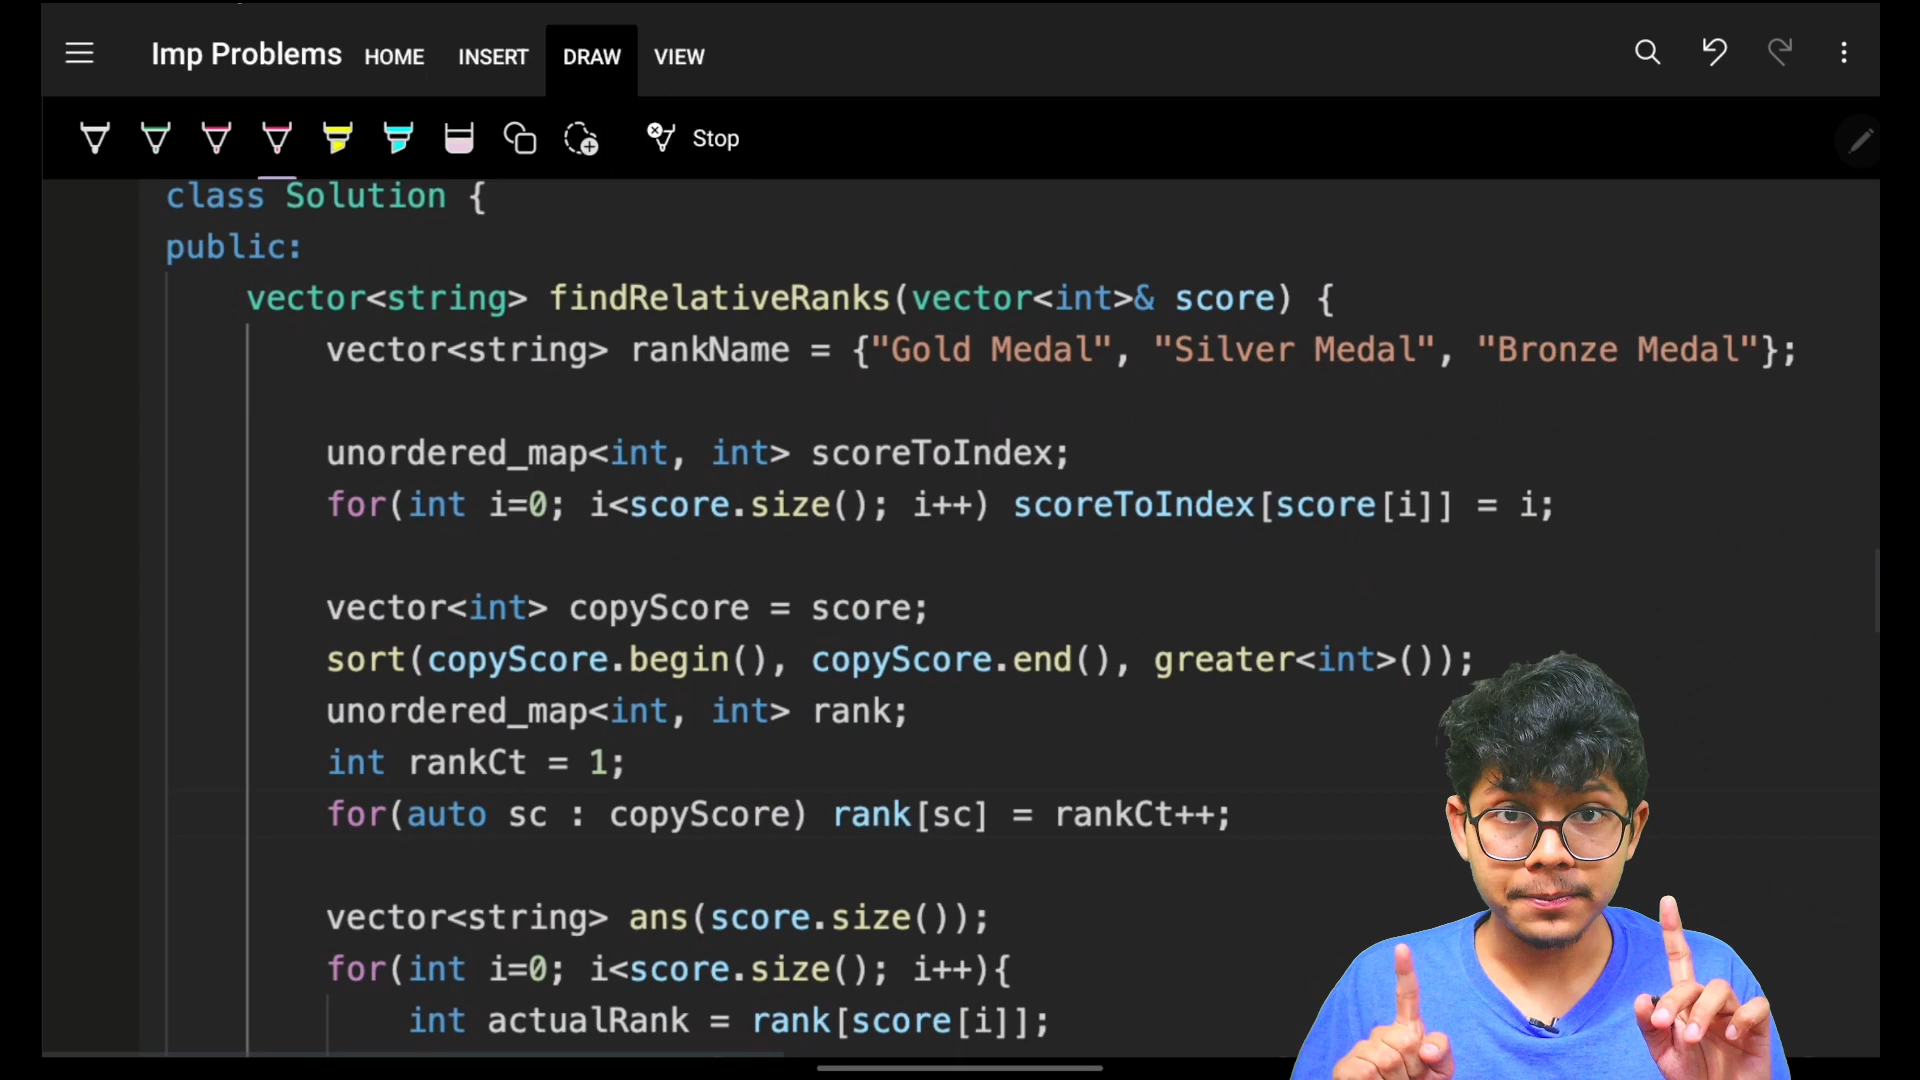 Imp Problems HOME INSERT DRAW VIEW
Stop
class Solution {
public:
vector<string> findRelativeRanks(vector<int>& score) {
vector<string> rankName = {"Gold Medal", "Silver Medal", "Bronze Medal"};
unordered_map<int, int> scoreToIndex;
for(int i=0; i<score.size(); i++) scoreToIndex[score[i]] = i;
vector<int> copyScore = score;
sort(copyScore.begin(), copyScore.end(), greater<int>());
unordered_map<int, int> rank;
int rankCt = 1;
for(auto sc : copyScore) rank[sc] = rankCt++;
vector<string> ans(score.size());
for(int i=0; i<score.size(); i++){
int actualRank = rank[score[i]];